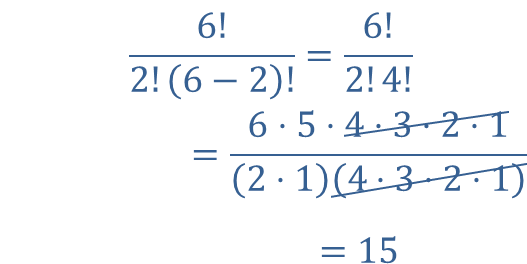 6! / 2! (6 − 2)! = 6! / 2! 4!
= 6 · 5 · 4 · 3 · 2 · 1 / (2 · 1)(4 · 3 · 2 · 1)
= 15